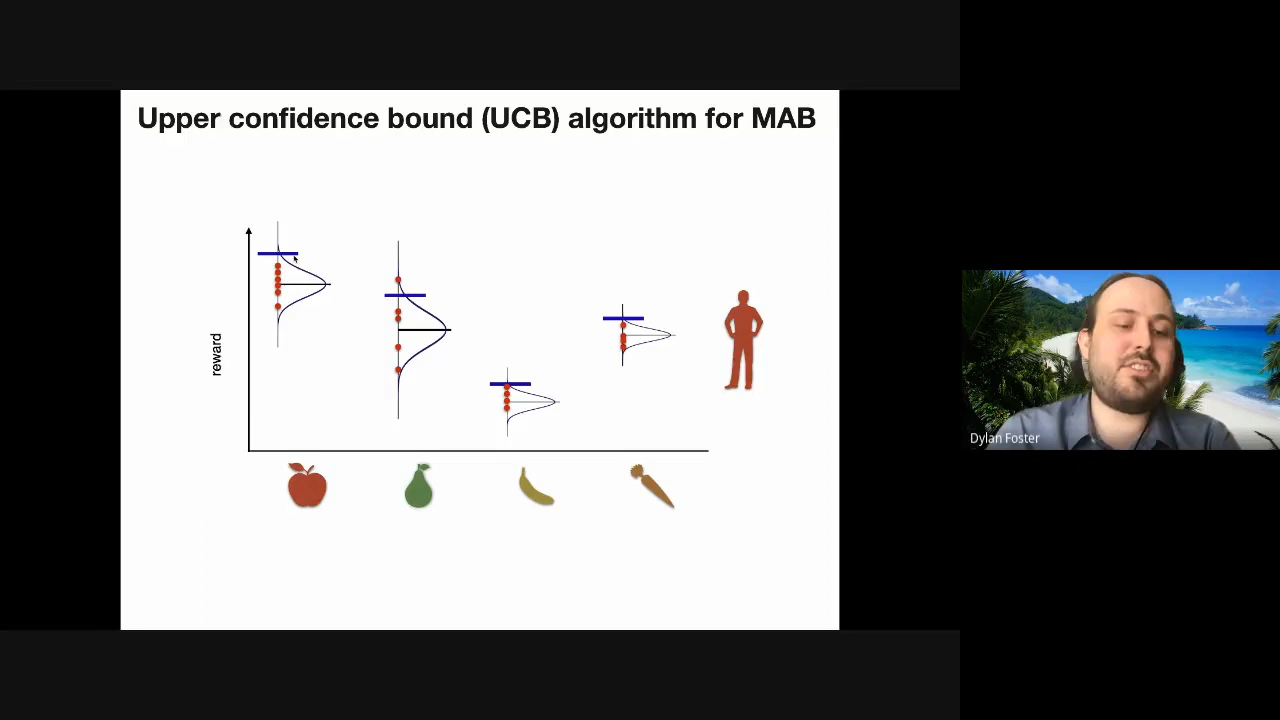 Upper confidence bound (UCB) algorithm for MAB
reward
Dylan Foster